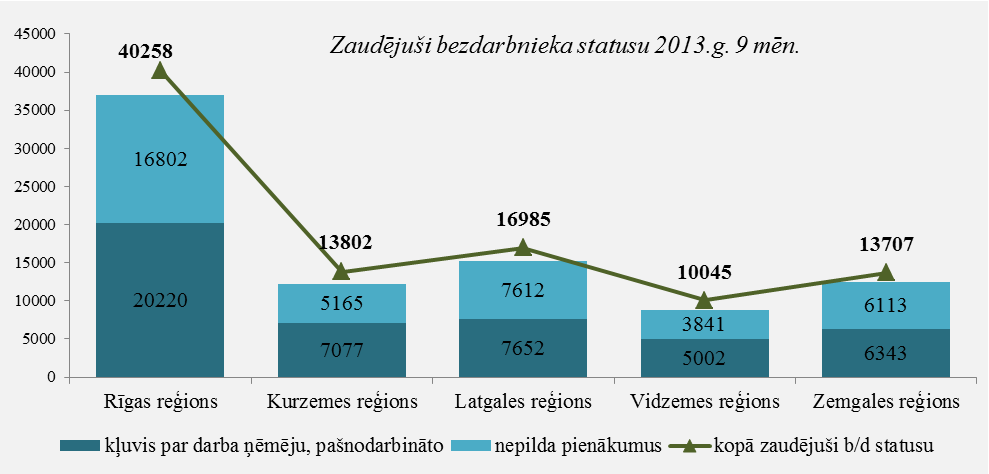 Zaudējuši bezdarbnieka statusu 2013.g. 9 mēn.
45000
40000
35000
30000
25000
20000
15000
10000
5000
0
40258
13802
16985
10045
13707
16802
5165
7612
3841
6113
20220
7077
7652
5002
6343
Rīgas reģions
Kurzemes reģions
Latgales reģions
Vidzemes reģions
Zemgales reģions
kļuvis par darba ņēmēju, pašnodarbināto
nepilda pienākumus
kopā zaudējuši b/d statusu